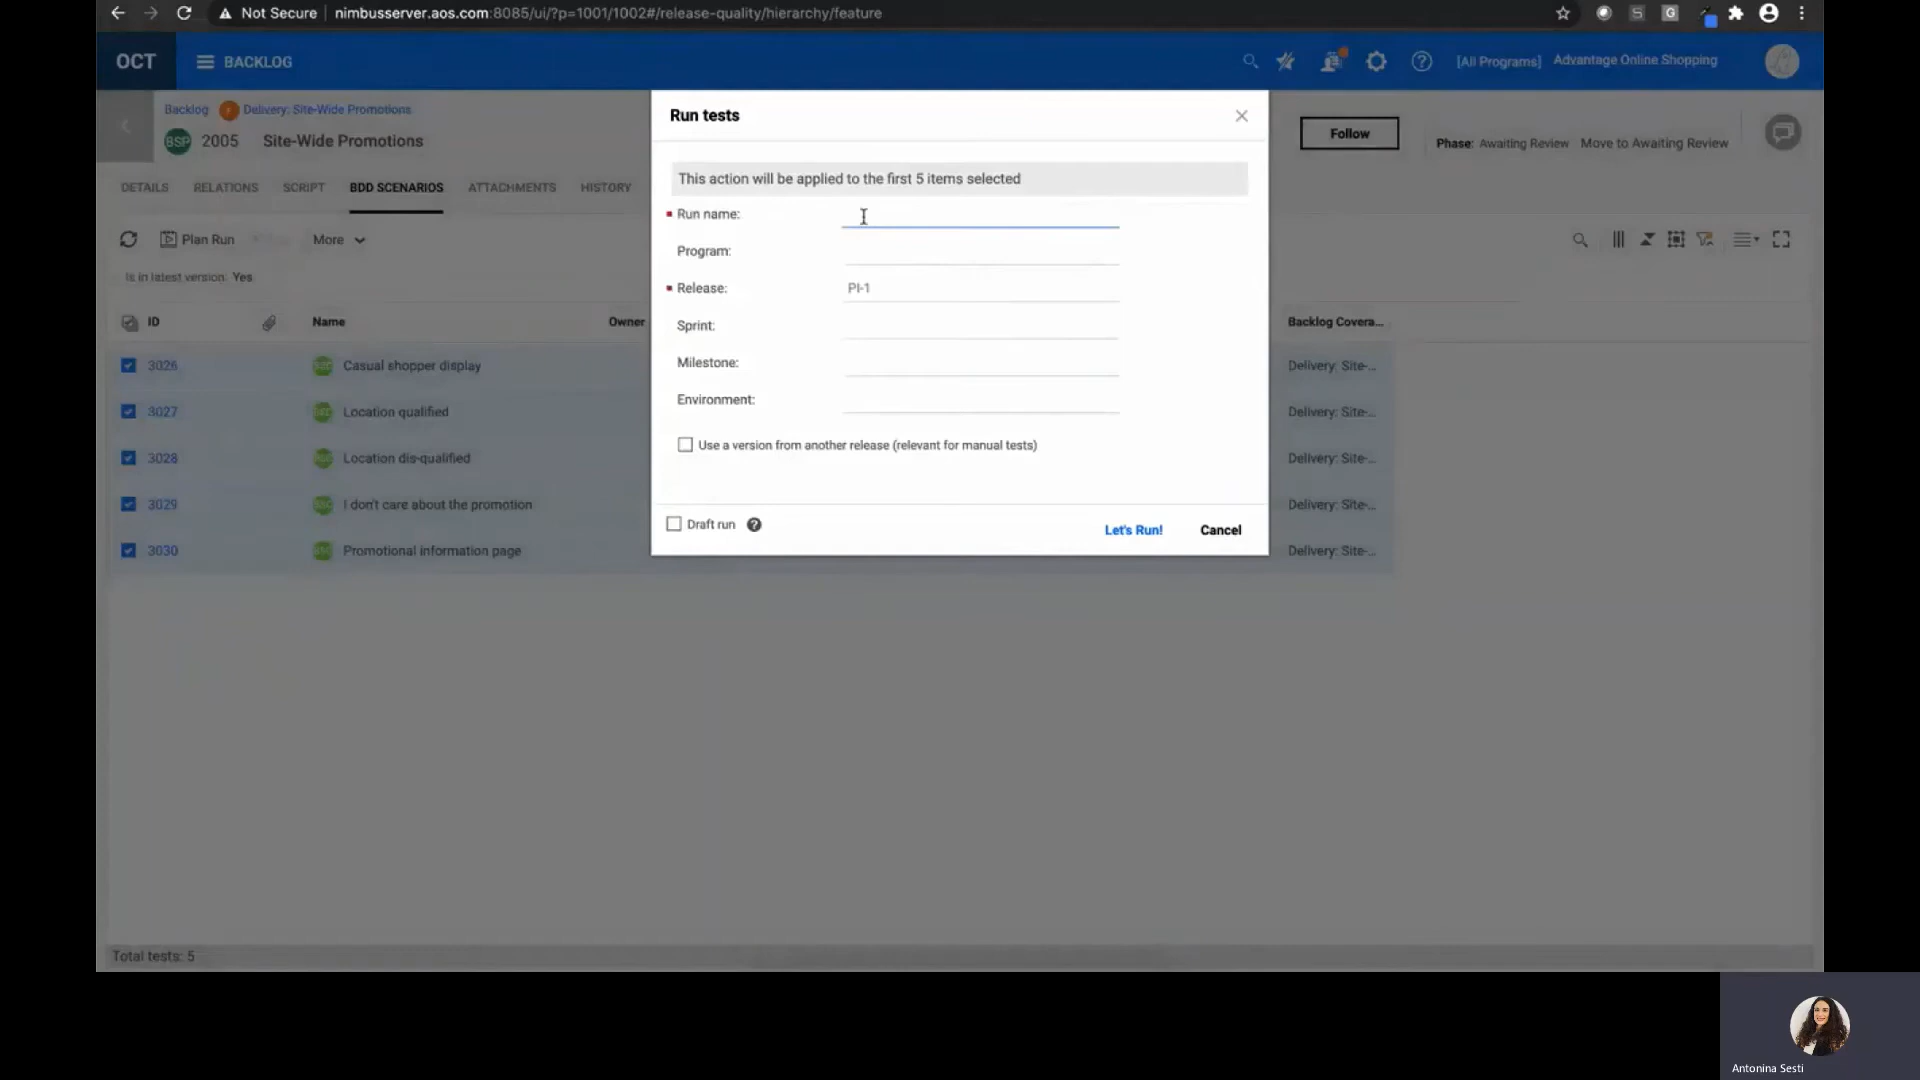 Not Secure | nimbusserver.aos.com:8085/ui/?p=1001/1002#/release-quality/hierarchy/feature
S
G
OCT
BACKLOG
[All Programs]
Advantage Online Shopping
Backlog
Delivery: Site-Wide Promotions
BSP
2005
Site-Wide Promotions
Follow
Phase: Awaiting Review
Move to Awaiting Review
DETAILS
RELATIONS
SCRIPT
BDD SCENARIOS
ATTACHMENTS
HISTORY
Plan Run
More
Is in latest version: Yes
ID
Name
Owner
Backlog Covera...
3026
Casual shopper display
Delivery: Site-...
3027
Location qualified
Delivery: Site-...
3028
Location dis-qualified
Delivery: Site-...
3029
I don't care about the promotion
Delivery: Site-...
3030
Promotional information page
Delivery: Site-...
Total tests: 5
Run tests
This action will be applied to the first 5 items selected
Run name:
Program:
Release:
PI-1
Sprint:
Milestone:
Environment:
Use a version from another release (relevant for manual tests)
Draft run
Let's Run!
Cancel
Antonina Sesti